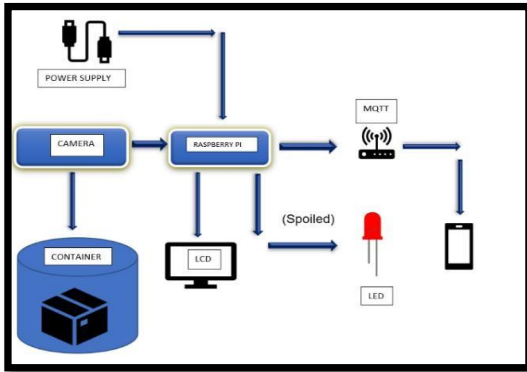 POWER SUPPLY
MQTT
CAMERA
RASPBERRY PI
(Spoiled)
CONTAINER
LCD
LED